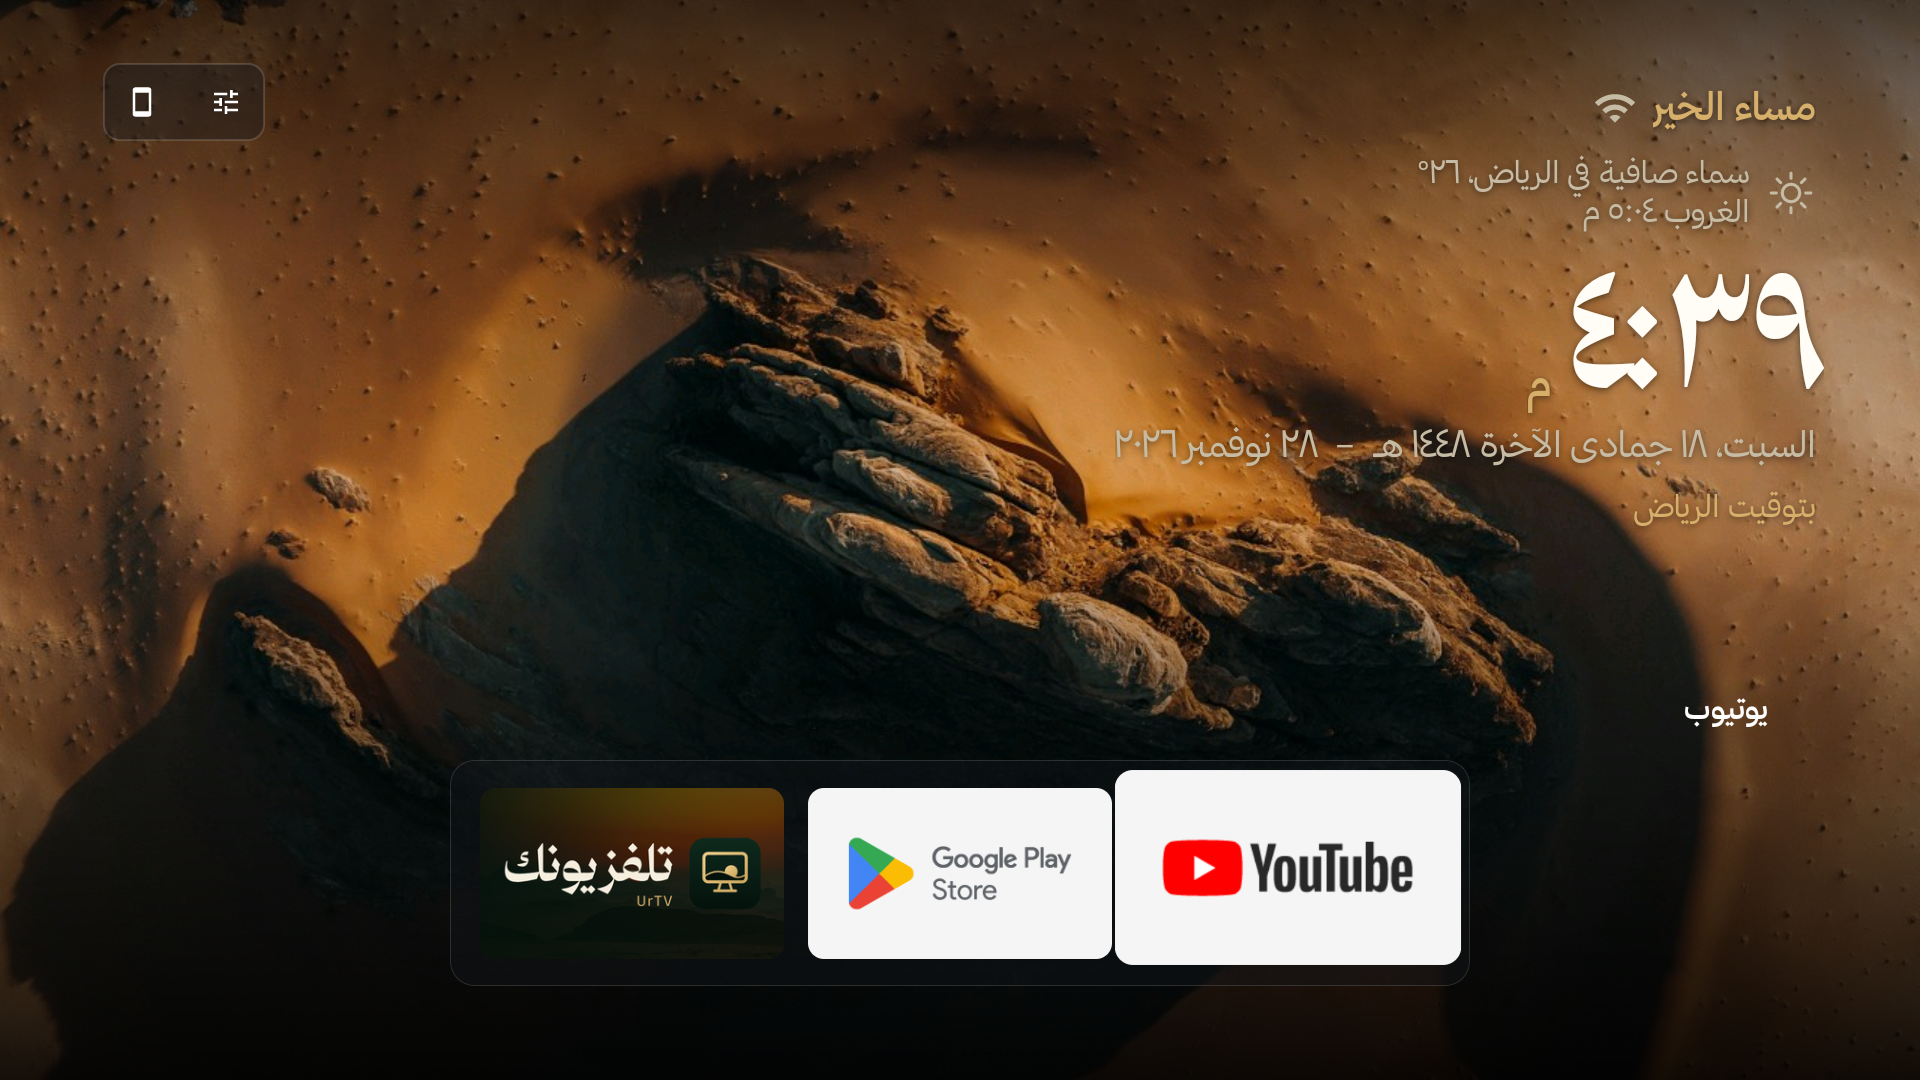 مساء الخير
سماء صافية في الرياض، ٢٦°
الغروب ٥:٠٤ م
٤:٣٩ م
السبت، ١٨ جمادى الآخرة ١٤٤٨ هـ – ٢٨ نوفمبر ٢٠٢٦
بتوقيت الرياض
يوتيوب
YouTube
Google Play
Store
تلفزيونك
UrTV